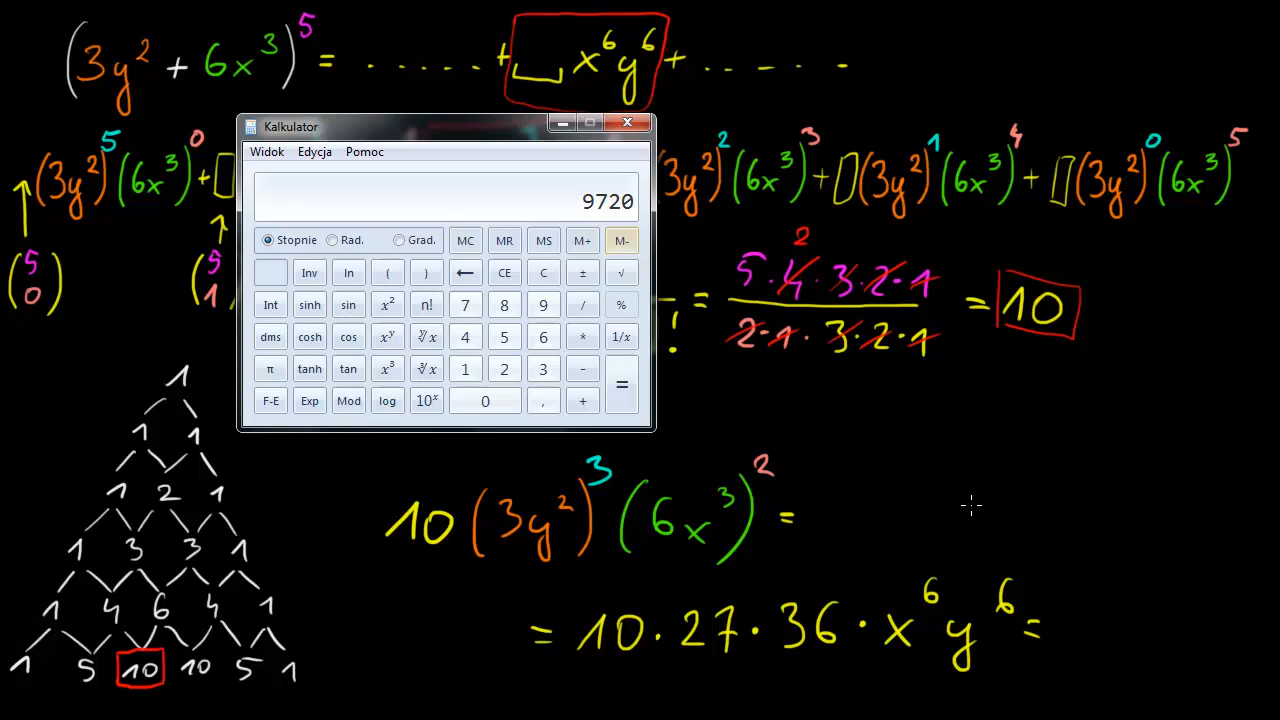 (3y² + 6x³)⁵ = ..... + ⎵ x⁶y⁶ + .....
(3y²)⁵(6x³)⁰ + ▯
3y²)²(6x³)³ + ▯(3y²)¹(6x³)⁴ + ▯(3y²)⁰(6x³)⁵
(5 0)
(5 1
Kalkulator
Widok Edycja Pomoc
9720
Stopnie Rad. Grad. MC MR MS M+ M-
Inv ln ( ) ← CE C ± √
Int sinh sin x² n! 7 8 9 / %
dms cosh cos xʸ ʸ√x 4 5 6 * 1/x
π tanh tan x³ ³√x 1 2 3 - =
F-E Exp Mod log 10ˣ 0 , +
2
! = 5·4·3·2·1 / 2·1·3·2·1 = 10
1
1 1
1 2 1
1 3 3 1
1 4 6 4 1
1 5 10 10 5 1
10(3y²)³(6x³)² =
= 10·27·36·x⁶y⁶ =